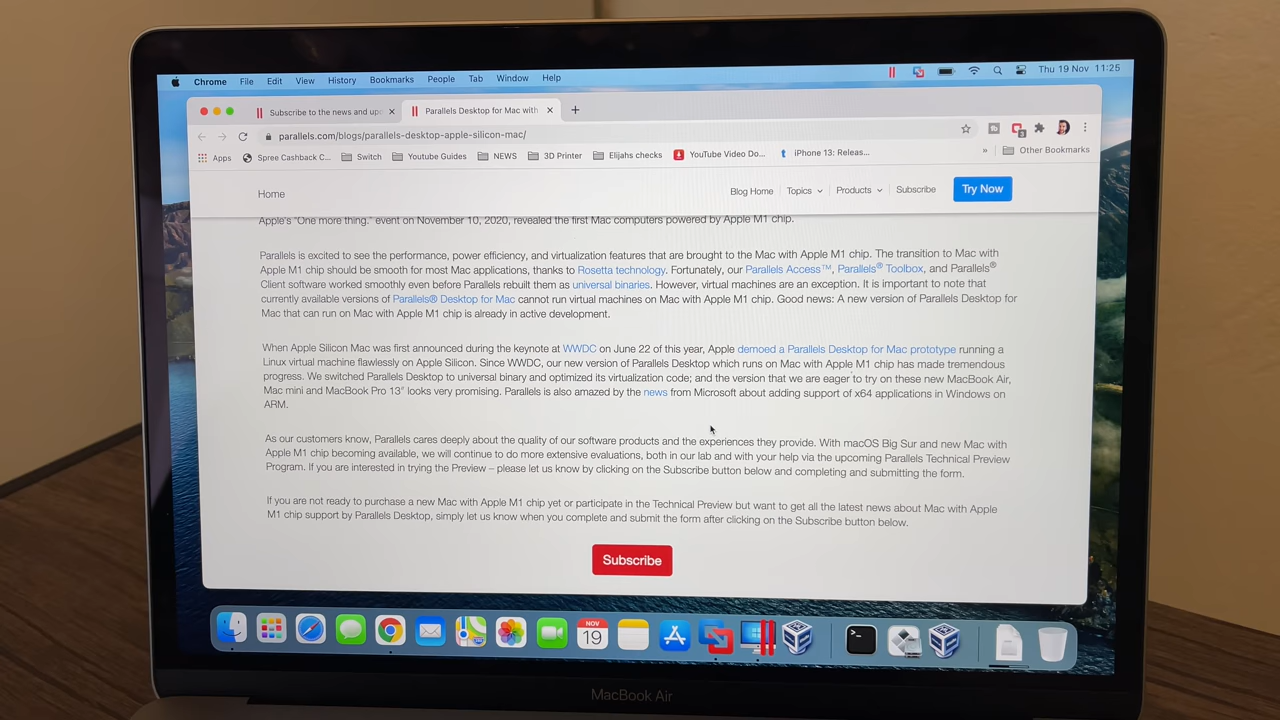 Chrome File Edit View History Bookmarks People Tab Window Help Thu 19 Nov 11:25
Subscribe to the news and up Parallels Desktop for Mac with
parallels.com/blogs/parallels-desktop-apple-silicon-mac/
Apps Spree Cashback C... Switch Youtube Guides NEWS 3D Printer Elijahs checks YouTube Video Do... iPhone 13: Releas... » Other Bookmarks
Home Blog Home Topics Products Subscribe Try Now
Apple's "One more thing." event on November 10, 2020, revealed the first Mac computers powered by Apple M1 chip.
Parallels is excited to see the performance, power efficiency, and virtualization features that are brought to the Mac with Apple M1 chip. The transition to Mac with
Apple M1 chip should be smooth for most Mac applications, thanks to Rosetta technology. Fortunately, our Parallels Access™, Parallels® Toolbox, and Parallels®
Client software worked smoothly even before Parallels rebuilt them as universal binaries. However, virtual machines are an exception. It is important to note that
currently available versions of Parallels® Desktop for Mac cannot run virtual machines on Mac with Apple M1 chip. Good news: A new version of Parallels Desktop for
Mac that can run on Mac with Apple M1 chip is already in active development.
When Apple Silicon Mac was first announced during the keynote at WWDC on June 22 of this year, Apple demoed a Parallels Desktop for Mac prototype running a
Linux virtual machine flawlessly on Apple Silicon. Since WWDC, our new version of Parallels Desktop which runs on Mac with Apple M1 chip has made tremendous
progress. We switched Parallels Desktop to universal binary and optimized its virtualization code; and the version that we are eager to try on these new MacBook Air,
Mac mini and MacBook Pro 13″ looks very promising. Parallels is also amazed by the news from Microsoft about adding support of x64 applications in Windows on
ARM.
As our customers know, Parallels cares deeply about the quality of our software products and the experiences they provide. With macOS Big Sur and new Mac with
Apple M1 chip becoming available, we will continue to do more extensive evaluations, both in our lab and with your help via the upcoming Parallels Technical Preview
Program. If you are interested in trying the Preview – please let us know by clicking on the Subscribe button below and completing and submitting the form.
If you are not ready to purchase a new Mac with Apple M1 chip yet or participate in the Technical Preview but want to get all the latest news about Mac with Apple
M1 chip support by Parallels Desktop, simply let us know when you complete and submit the form after clicking on the Subscribe button below.
Subscribe
NOV
19
MacBook Air